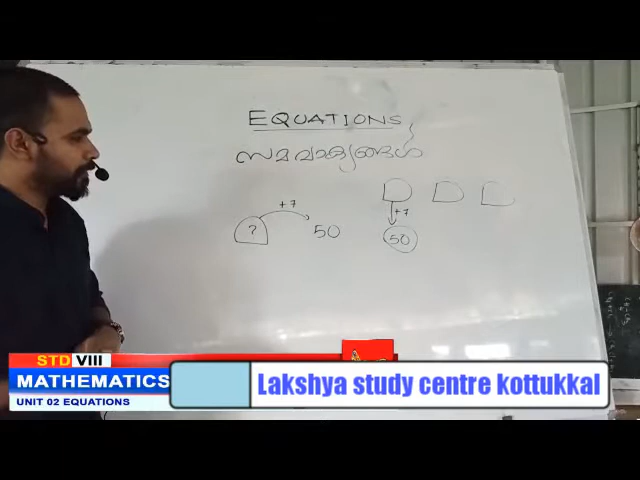 EQUATIONS
സമവാക്യങ്ങൾ
+7
? 50
+7
50
STD VIII
MATHEMATICS
UNIT 02 EQUATIONS
Lakshya study centre kottukkal